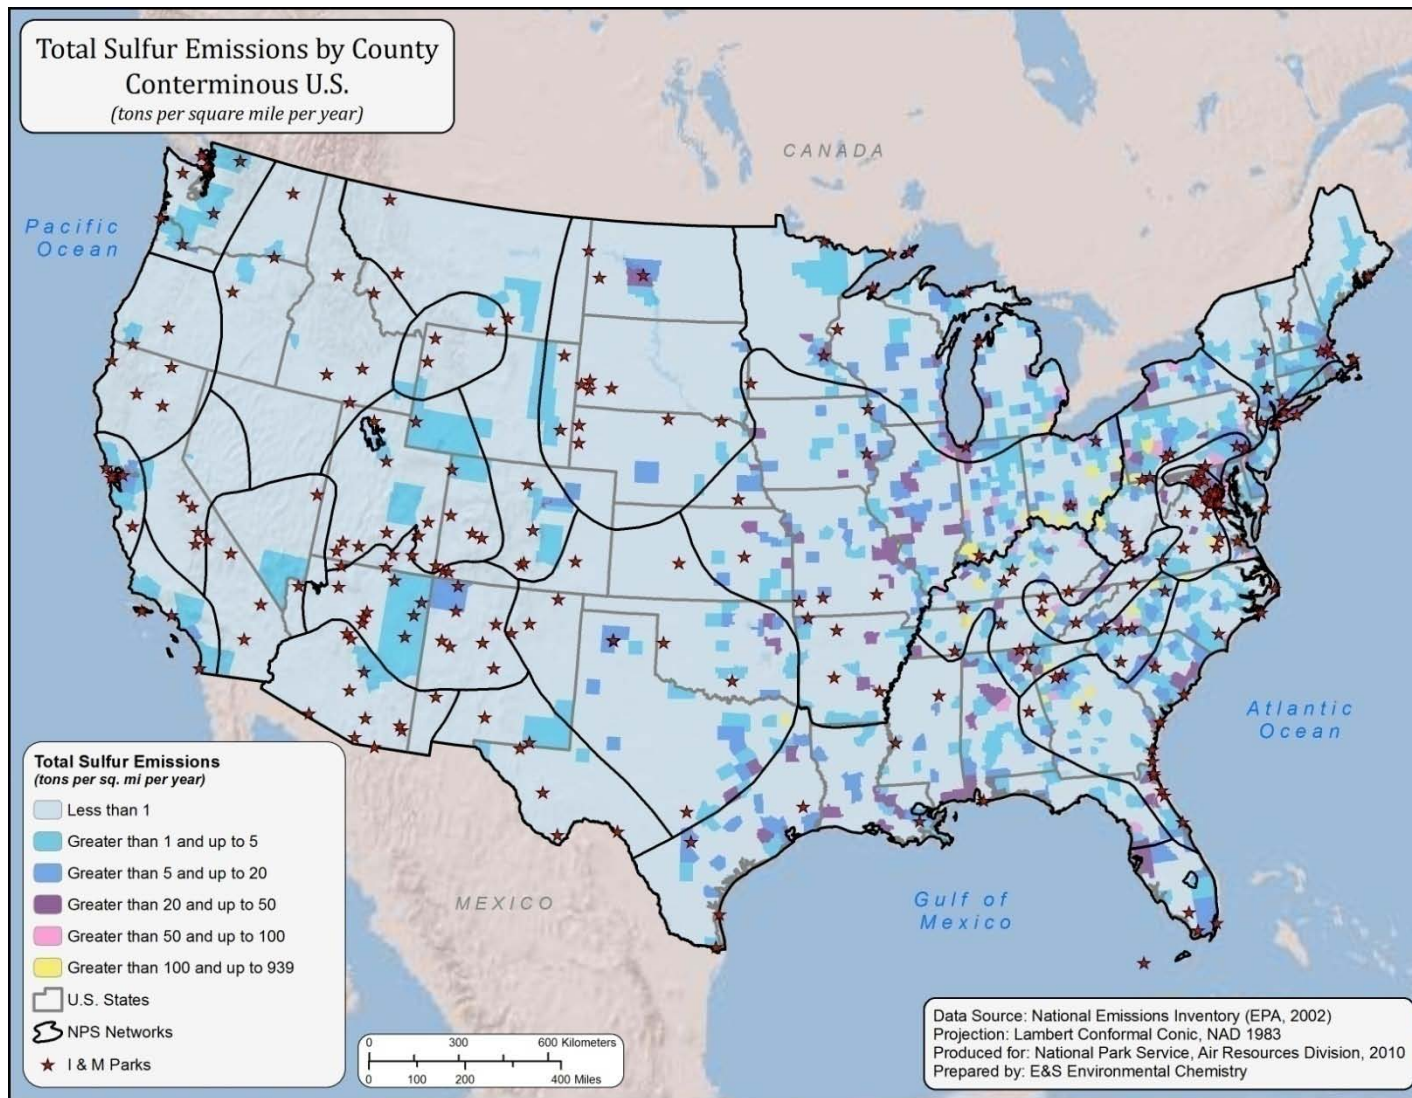 Total Sulfur Emissions by County
Conterminous U.S.
(tons per square mile per year)
CANADA
Pacific
Ocean
Atlantic
Ocean
Gulf of
Mexico
MEXICO
Total Sulfur Emissions
(tons per sq. mi per year)
Less than 1
Greater than 1 and up to 5
Greater than 5 and up to 20
Greater than 20 and up to 50
Greater than 50 and up to 100
Greater than 100 and up to 939
U.S. States
NPS Networks
I & M Parks
0 300 600 Kilometers
0 100 200 400 Miles
Data Source: National Emissions Inventory (EPA, 2002)
Projection: Lambert Conformal Conic, NAD 1983
Produced for: National Park Service, Air Resources Division, 2010
Prepared by: E&S Environmental Chemistry